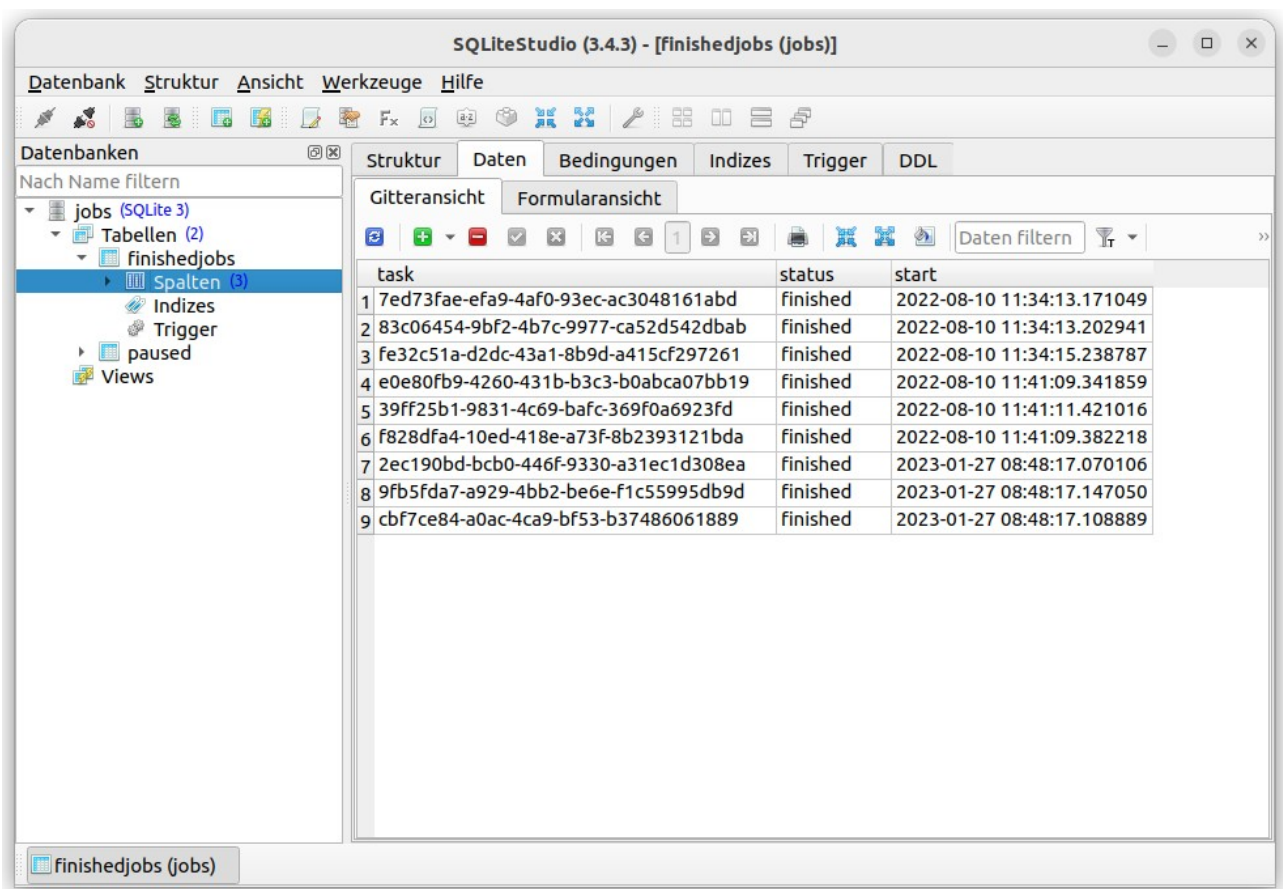 SQLiteStudio (3.4.3) - [finishedjobs (jobs)]
Datenbank Struktur Ansicht Werkzeuge Hilfe
Datenbanken
Nach Name filtern
jobs (SQLite 3)
Tabellen (2)
finishedjobs
Spalten (3)
Indizes
Trigger
paused
Views
Struktur Daten Bedingungen Indizes Trigger DDL
Gitteransicht Formularansicht
1 Daten filtern
task status start
1 7ed73fae-efa9-4af0-93ec-ac3048161abd finished 2022-08-10 11:34:13.171049
2 83c06454-9bf2-4b7c-9977-ca52d542dbab finished 2022-08-10 11:34:13.202941
3 fe32c51a-d2dc-43a1-8b9d-a415cf297261 finished 2022-08-10 11:34:15.238787
4 e0e80fb9-4260-431b-b3c3-b0abca07bb19 finished 2022-08-10 11:41:09.341859
5 39ff25b1-9831-4c69-bafc-369f0a6923fd finished 2022-08-10 11:41:11.421016
6 f828dfa4-10ed-418e-a73f-8b2393121bda finished 2022-08-10 11:41:09.382218
7 2ec190bd-bcb0-446f-9330-a31ec1d308ea finished 2023-01-27 08:48:17.070106
8 9fb5fda7-a929-4bb2-be6e-f1c55995db9d finished 2023-01-27 08:48:17.147050
9 cbf7ce84-a0ac-4ca9-bf53-b37486061889 finished 2023-01-27 08:48:17.108889
finishedjobs (jobs)